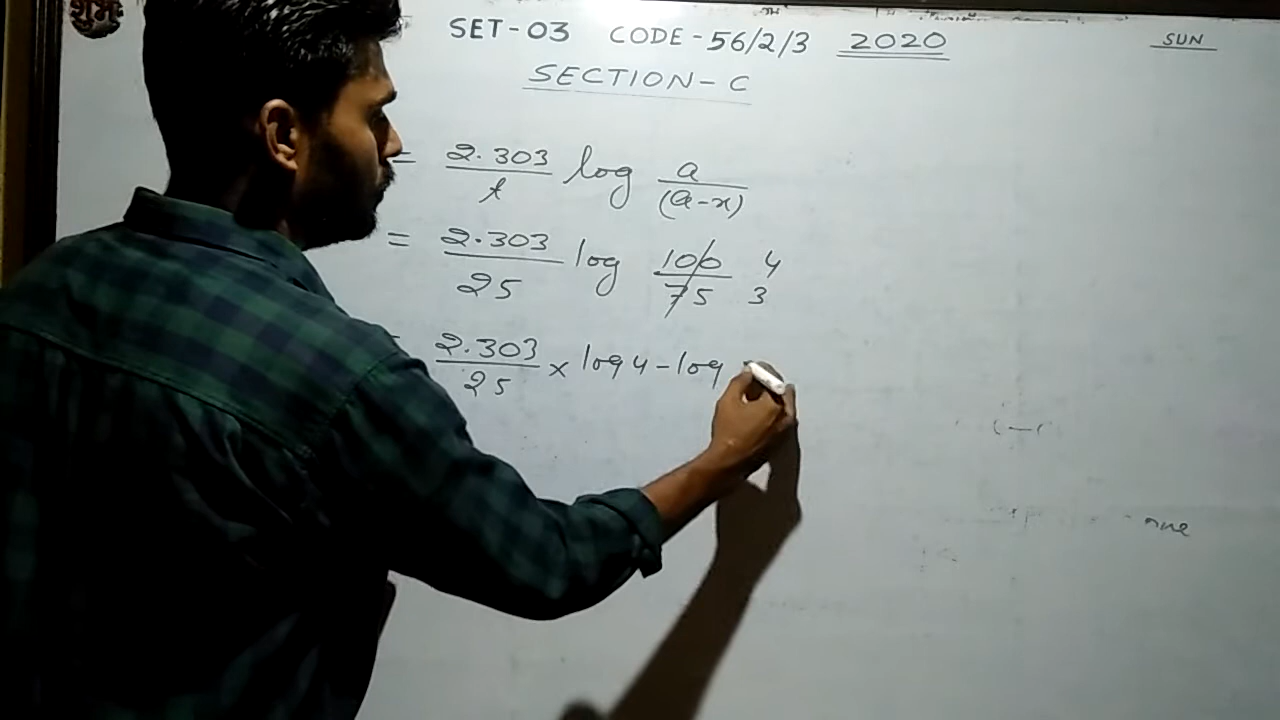 शुभ
SET-03 CODE-56/2/3 2020 SUN
SECTION-C
= 2.303/t log a/(a-x)
= 2.303/25 log 100/75 4/3
= 2.303/25 × log 4 - log